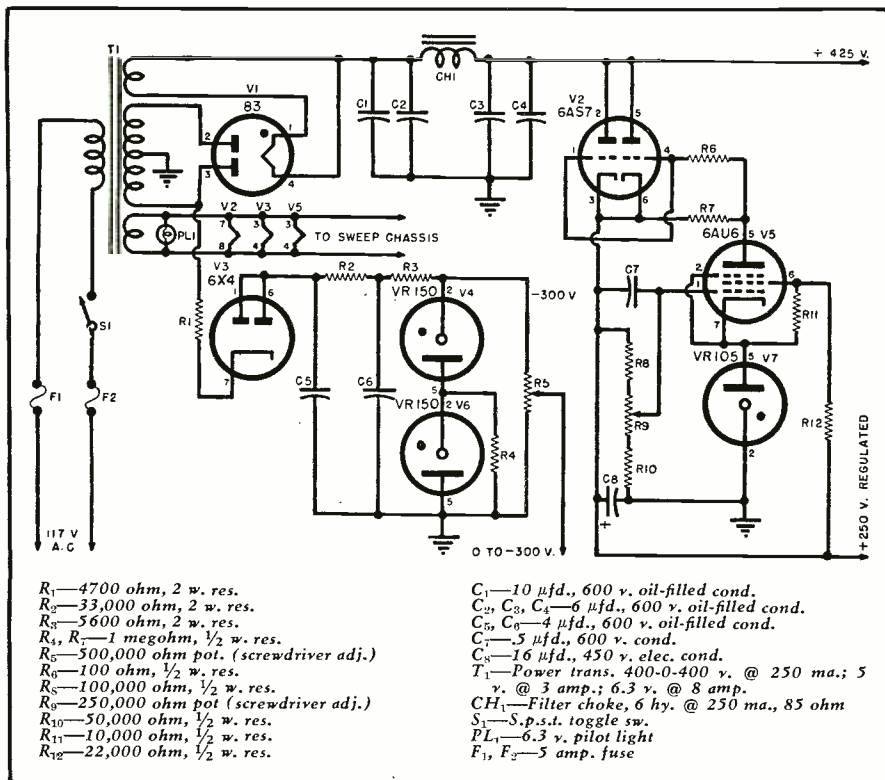 T1
V1
83
2
3
1
4
CH1
C1
C2
C3
C4
+ 425 V.
V2
6AS7
2
5
1
4
3
6
R6
R7
6AU6
5
V5
2
1
6
7
R11
C7
R8
R9
R10
C8
+
VR105
5
V7
2
R12
+250 V. REGULATED
PL1
V2
V3
V5
7
3
3
8
4
4
TO SWEEP CHASSIS
V3
6X4
1
6
7
R1
R2
R3
C5
C6
VR150
2
V4
5
VR150
2
V6
5
R4
R5
-300 V
0 TO-300 V.
S1
F1
F2
117 V
A.C
R₁—4700 ohm, 2 w. res.
R₂—33,000 ohm, 2 w. res.
R₃—5600 ohm, 2 w. res.
R₄, R₇—1 megohm, ½ w. res.
R₅—500,000 ohm pot. (screwdriver adj.)
R₆—100 ohm, ½ w. res.
R₈—100,000 ohm, ½ w. res.
R₉—250,000 ohm pot (screwdriver adj.)
R₁₀—50,000 ohm, ½ w. res.
R₁₁—10,000 ohm, ½ w. res.
R₁₂—22,000 ohm, ½ w. res.
C₁—10 μfd., 600 v. oil-filled cond.
C₂, C₃, C₄—6 μfd., 600 v. oil-filled cond.
C₅, C₆—4 μfd., 600 v. oil-filled cond.
C₇—.5 μfd., 600 v. cond.
C₈—16 μfd., 450 v. elec. cond.
T₁—Power trans. 400-0-400 v. @ 250 ma.; 5
v. @ 3 amp.; 6.3 v. @ 8 amp.
CH₁—Filter choke, 6 hy. @ 250 ma., 85 ohm
S₁—S.p.s.t. toggle sw.
PL₁—6.3 v. pilot light
F₁, F₂—5 amp. fuse